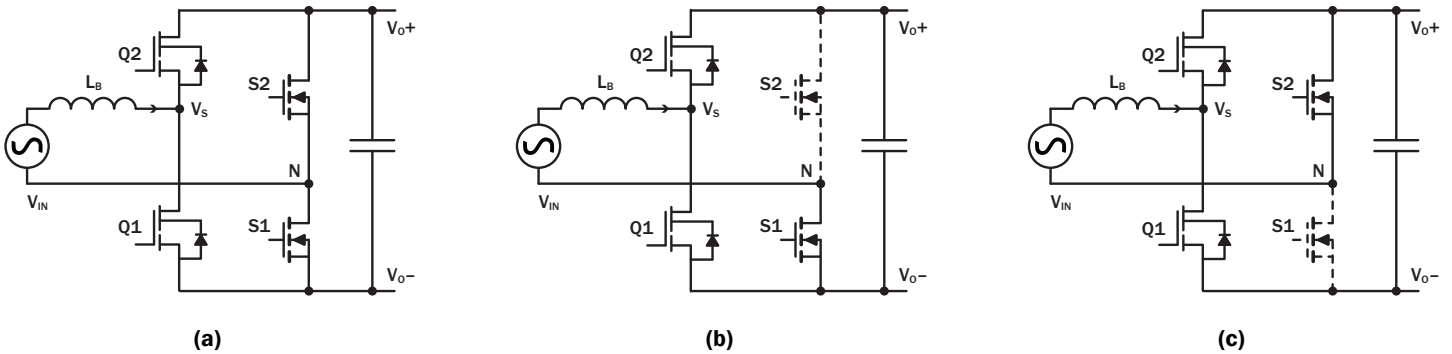 Vo+
Q2
S2
LB
Vs
N
VIN
Q1
S1
Vo−
(a)
Vo+
Q2
S2
LB
Vs
N
VIN
Q1
S1
Vo−
(b)
Vo+
Q2
S2
LB
Vs
N
VIN
Q1
S1
Vo−
(c)